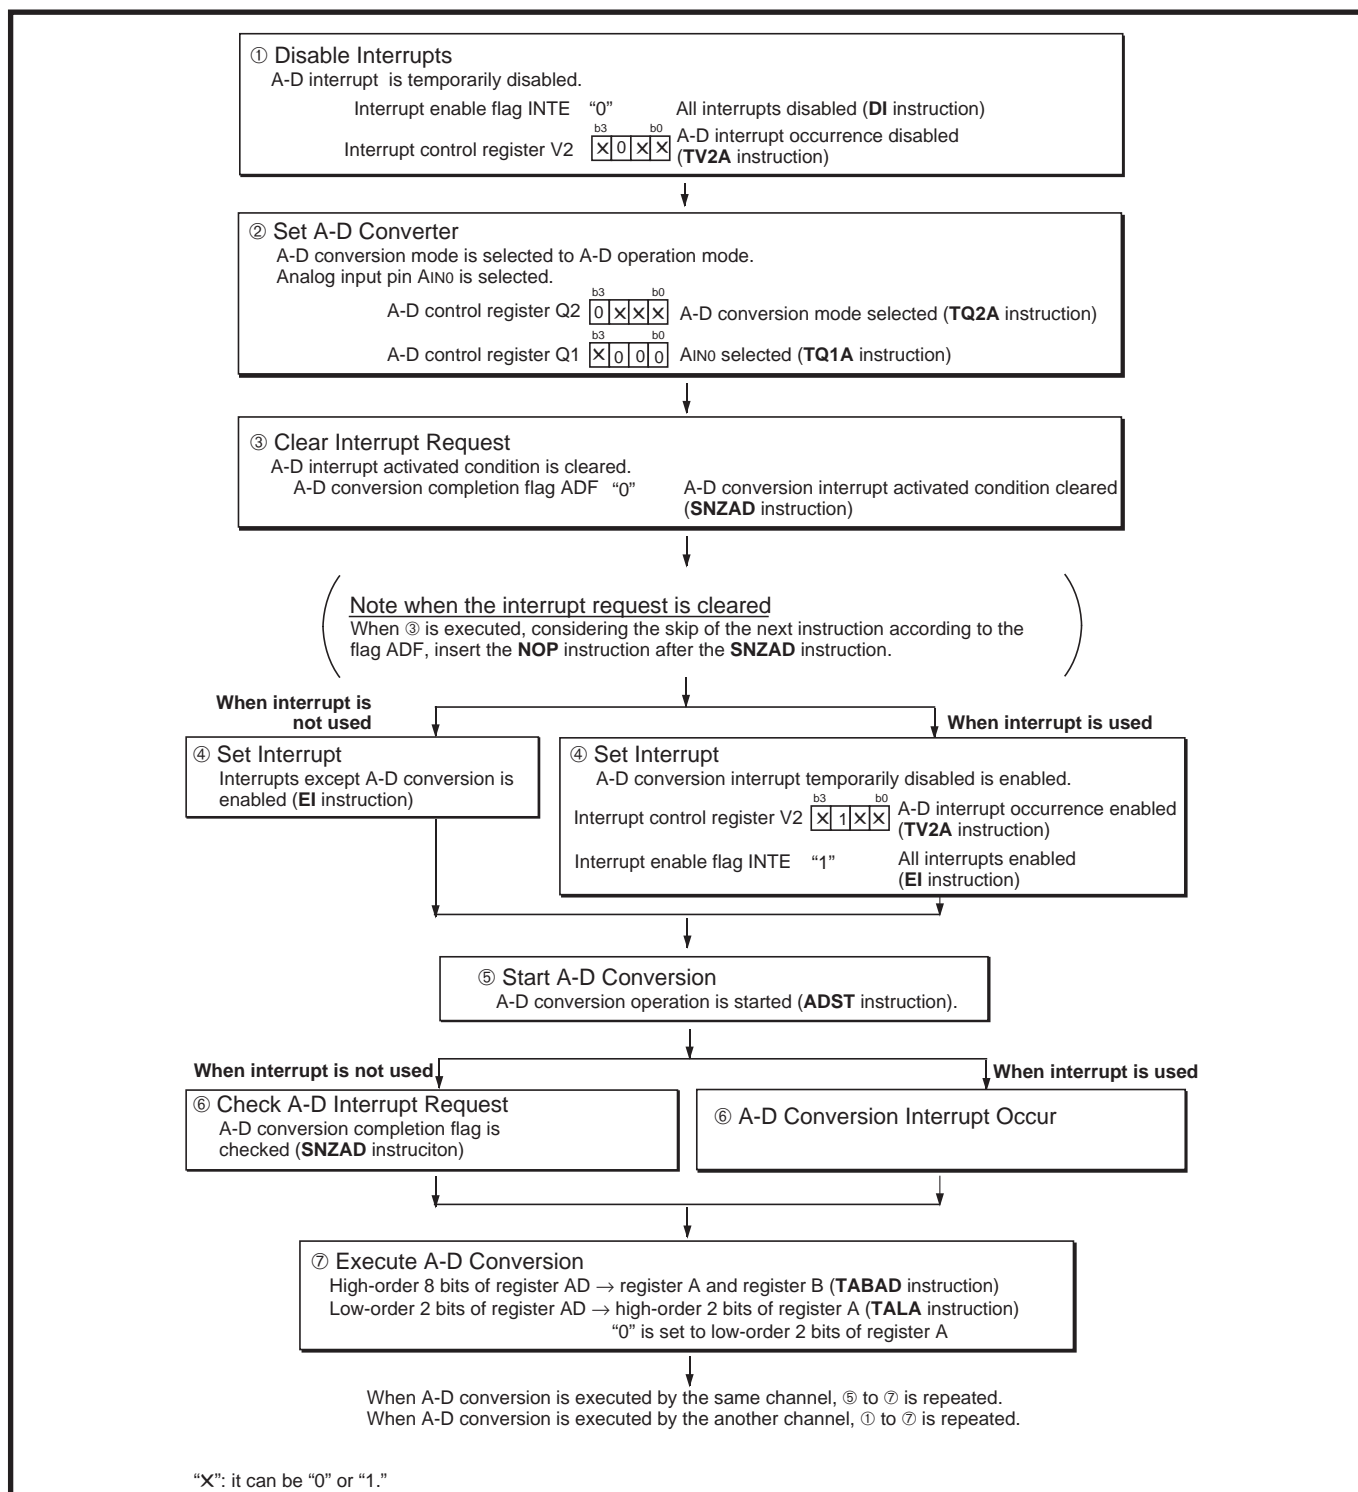 ① Disable Interrupts
A-D interrupt is temporarily disabled.
Interrupt enable flag INTE “0” All interrupts disabled (DI instruction)
b3 b0
Interrupt control register V2 X 0 X X A-D interrupt occurrence disabled
(TV2A instruction)
② Set A-D Converter
A-D conversion mode is selected to A-D operation mode.
Analog input pin AIN0 is selected.
b3 b0
A-D control register Q2 0 X X X A-D conversion mode selected (TQ2A instruction)
b3 b0
A-D control register Q1 X 0 0 0 AIN0 selected (TQ1A instruction)
③ Clear Interrupt Request
A-D interrupt activated condition is cleared.
A-D conversion completion flag ADF “0” A-D conversion interrupt activated condition cleared
(SNZAD instruction)
Note when the interrupt request is cleared
When ③ is executed, considering the skip of the next instruction according to the
flag ADF, insert the NOP instruction after the SNZAD instruction.
When interrupt is
not used
When interrupt is used
④ Set Interrupt
Interrupts except A-D conversion is
enabled (EI instruction)
④ Set Interrupt
A-D conversion interrupt temporarily disabled is enabled.
b3 b0
Interrupt control register V2 X 1 X X A-D interrupt occurrence enabled
(TV2A instruction)
Interrupt enable flag INTE “1” All interrupts enabled
(EI instruction)
⑤ Start A-D Conversion
A-D conversion operation is started (ADST instruction).
When interrupt is not used
When interrupt is used
⑥ Check A-D Interrupt Request
A-D conversion completion flag is
checked (SNZAD instruciton)
⑥ A-D Conversion Interrupt Occur
⑦ Execute A-D Conversion
High-order 8 bits of register AD → register A and register B (TABAD instruction)
Low-order 2 bits of register AD → high-order 2 bits of register A (TALA instruction)
“0” is set to low-order 2 bits of register A
When A-D conversion is executed by the same channel, ⑤ to ⑦ is repeated.
When A-D conversion is executed by the another channel, ① to ⑦ is repeated.
“X”: it can be “0” or “1.”